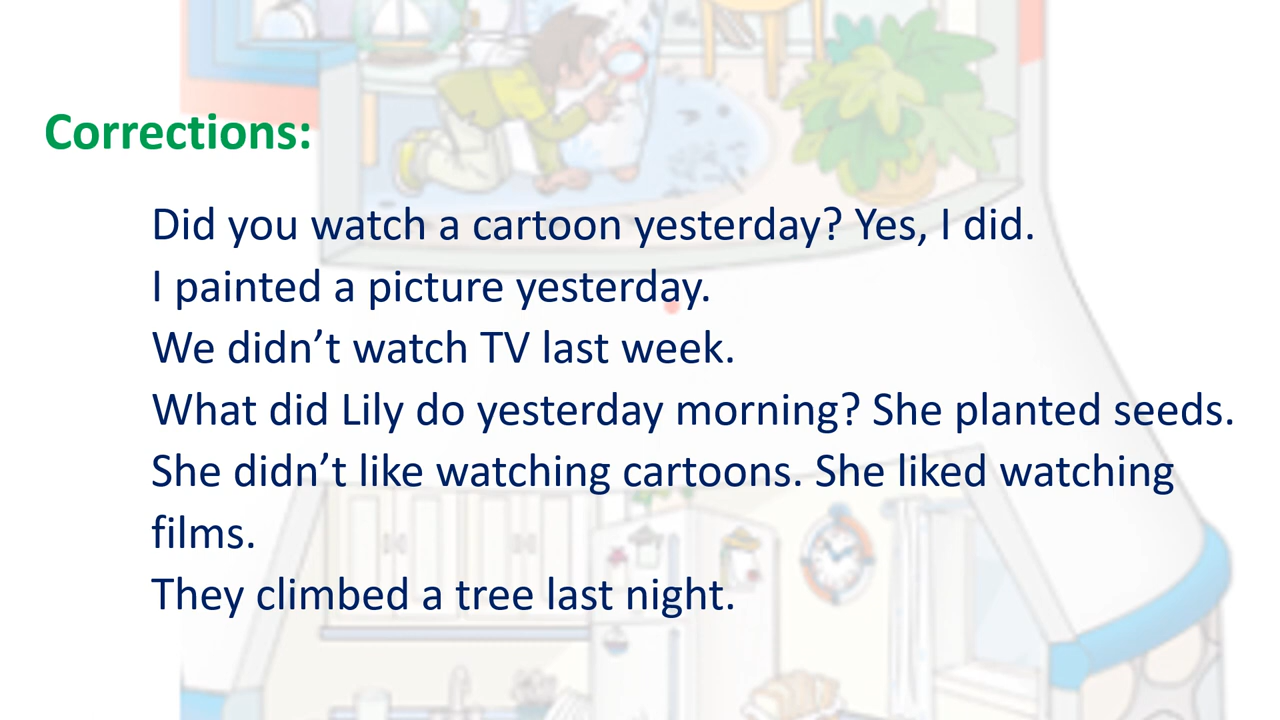 Corrections:
Did you watch a cartoon yesterday? Yes, I did.
I painted a picture yesterday.
We didn’t watch TV last week.
What did Lily do yesterday morning? She planted seeds.
She didn’t like watching cartoons. She liked watching
films.
They climbed a tree last night.